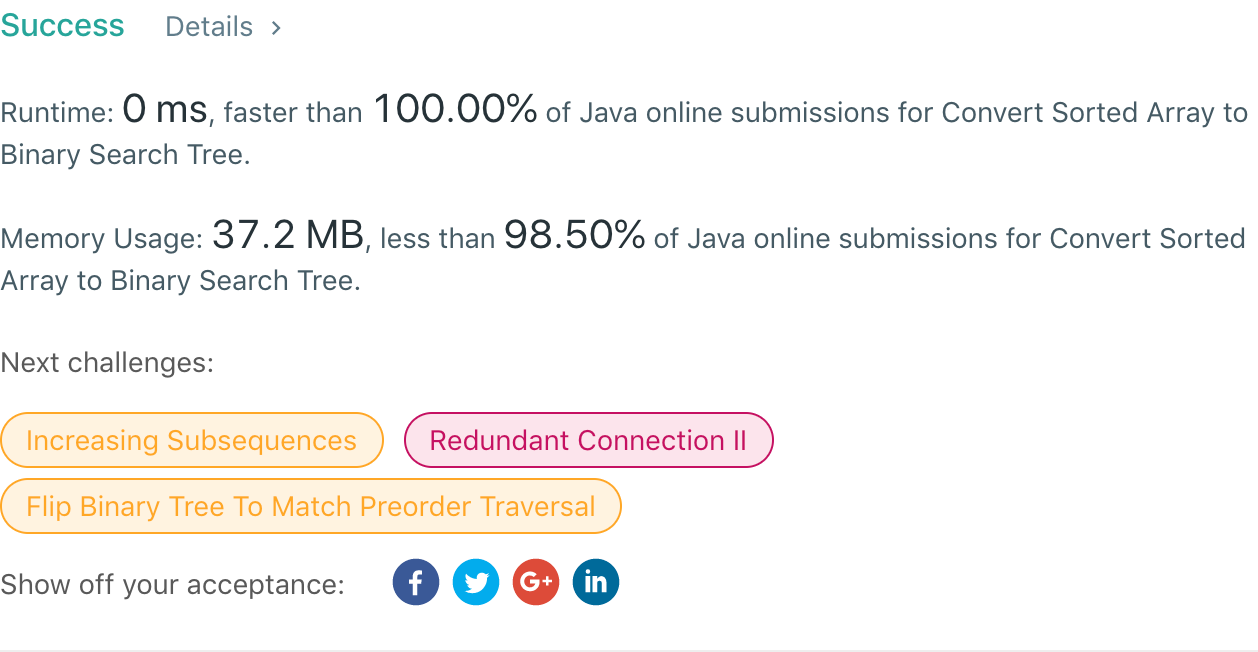 Success Details >
Runtime: 0 ms, faster than 100.00% of Java online submissions for Convert Sorted Array to
Binary Search Tree.
Memory Usage: 37.2 MB, less than 98.50% of Java online submissions for Convert Sorted
Array to Binary Search Tree.
Next challenges:
Increasing Subsequences Redundant Connection II
Flip Binary Tree To Match Preorder Traversal
Show off your acceptance: f G+ in